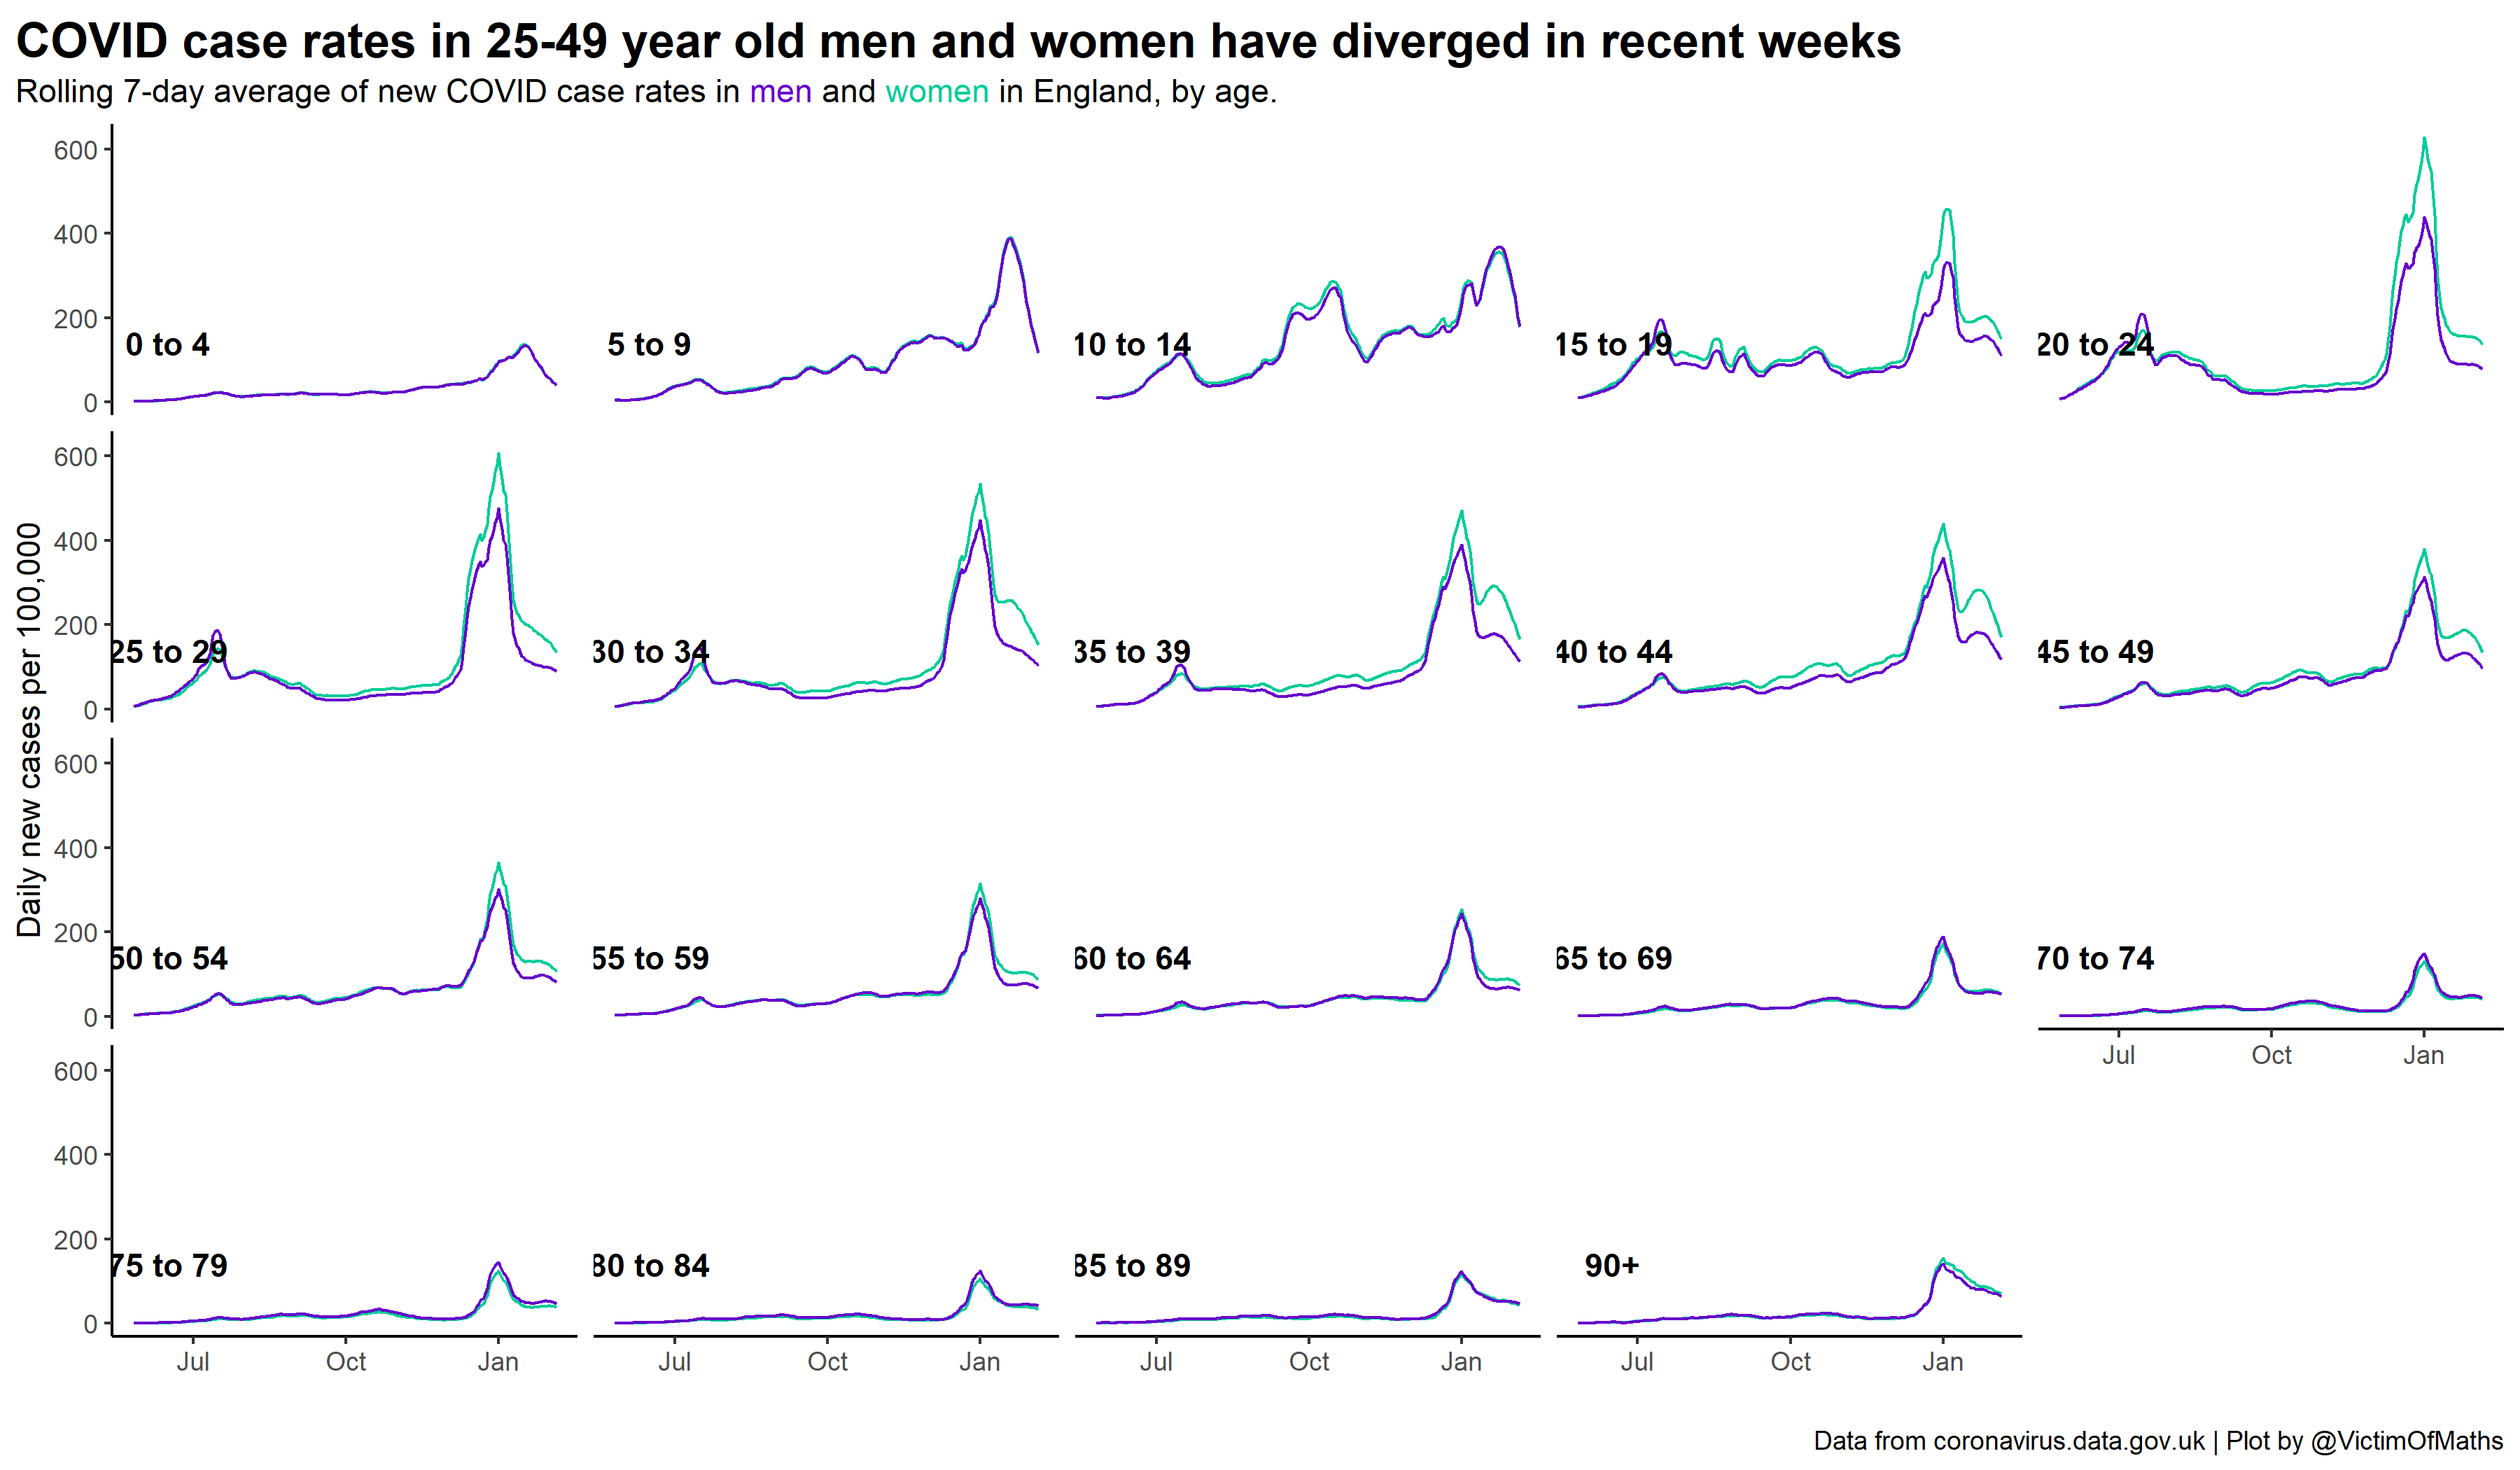 COVID case rates in 25-49 year old men and women have diverged in recent weeks
Rolling 7-day average of new COVID case rates in men and women in England, by age.
Daily new cases per 100,000
600
400
200
0
0 to 4
5 to 9
10 to 14
15 to 19
20 to 24
600
400
200
0
25 to 29
30 to 34
35 to 39
40 to 44
45 to 49
600
400
200
0
50 to 54
55 to 59
60 to 64
65 to 69
70 to 74
Jul Oct Jan
600
400
200
0
75 to 79
80 to 84
85 to 89
90+
Jul Oct Jan
Jul Oct Jan
Jul Oct Jan
Jul Oct Jan
Data from coronavirus.data.gov.uk | Plot by @VictimOfMaths